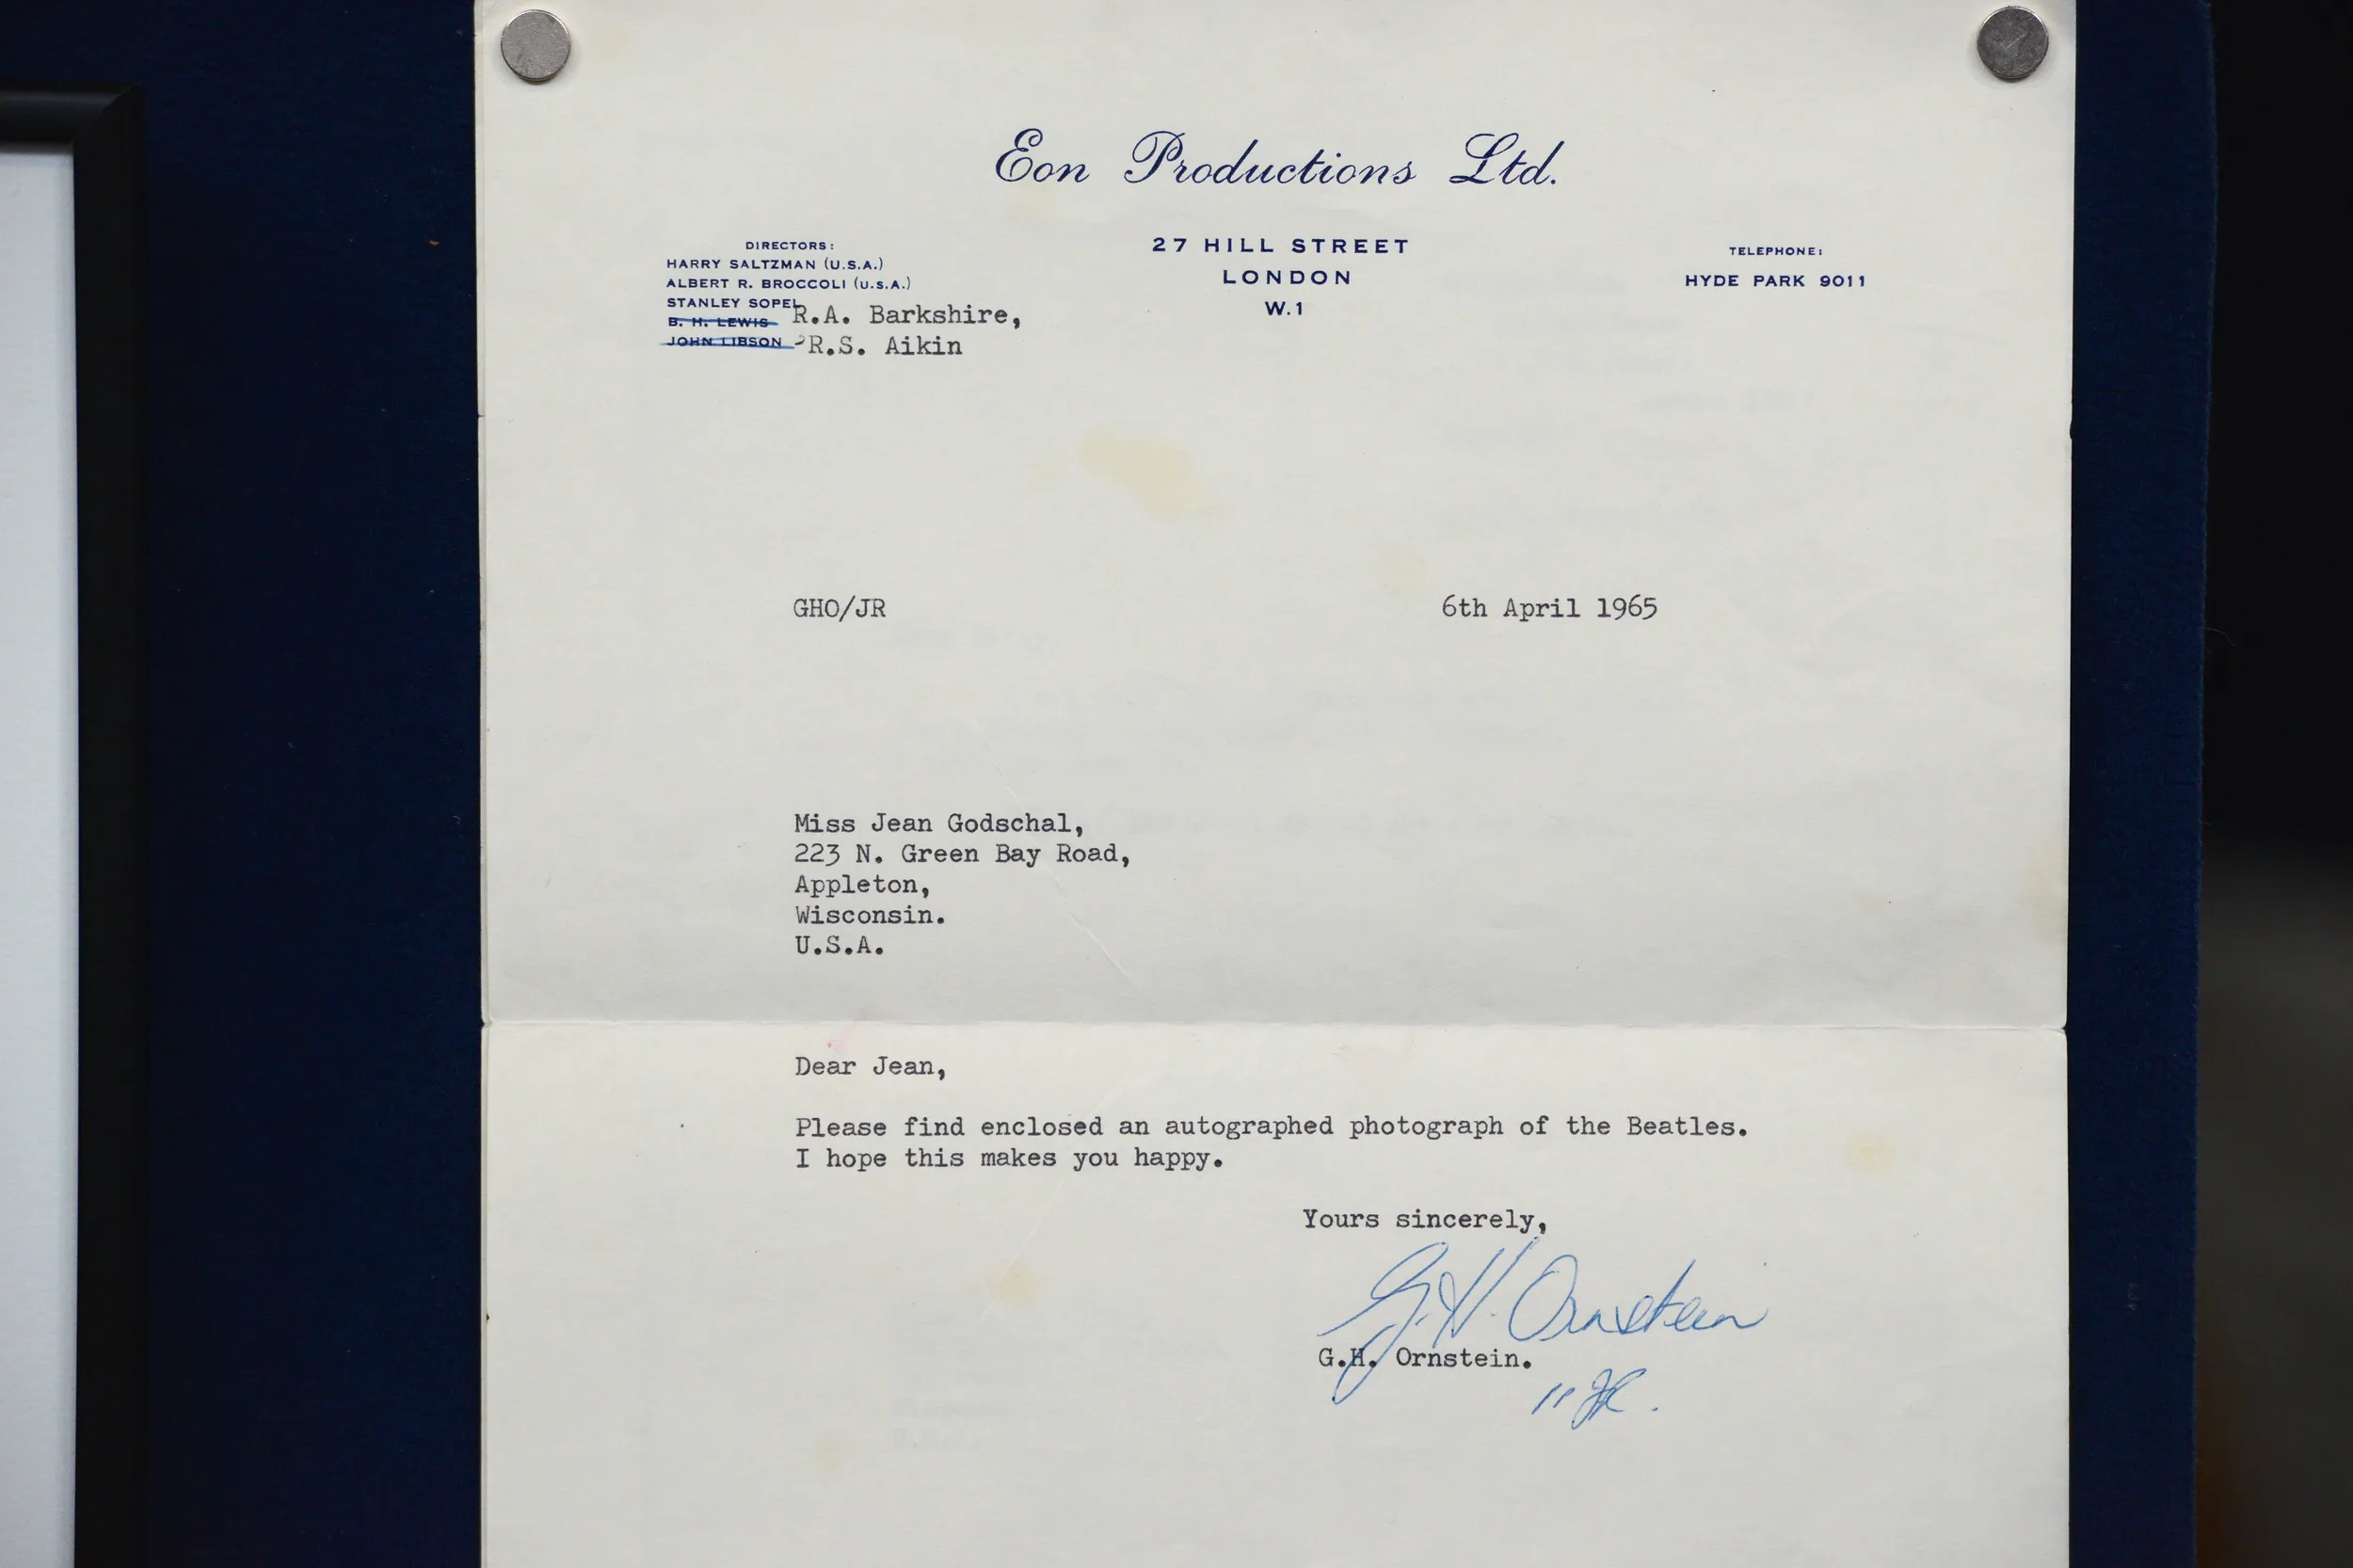 Eon Productions Ltd.
DIRECTORS:
HARRY SALTZMAN (U.S.A.)
ALBERT R. BROCCOLI (U.S.A.)
STANLEY SOPEL
B. H. LEWIS R.A. Barkshire,
JOHN LIBSON R.S. Aikin
27 HILL STREET
LONDON
W.1
TELEPHONE:
HYDE PARK 9011
GHO/JR 6th April 1965
Miss Jean Godschal,
223 N. Green Bay Road,
Appleton,
Wisconsin.
U.S.A.
Dear Jean,
Please find enclosed an autographed photograph of the Beatles.
I hope this makes you happy.
Yours sincerely,
G.H. Ornstein
G.H. Ornstein.